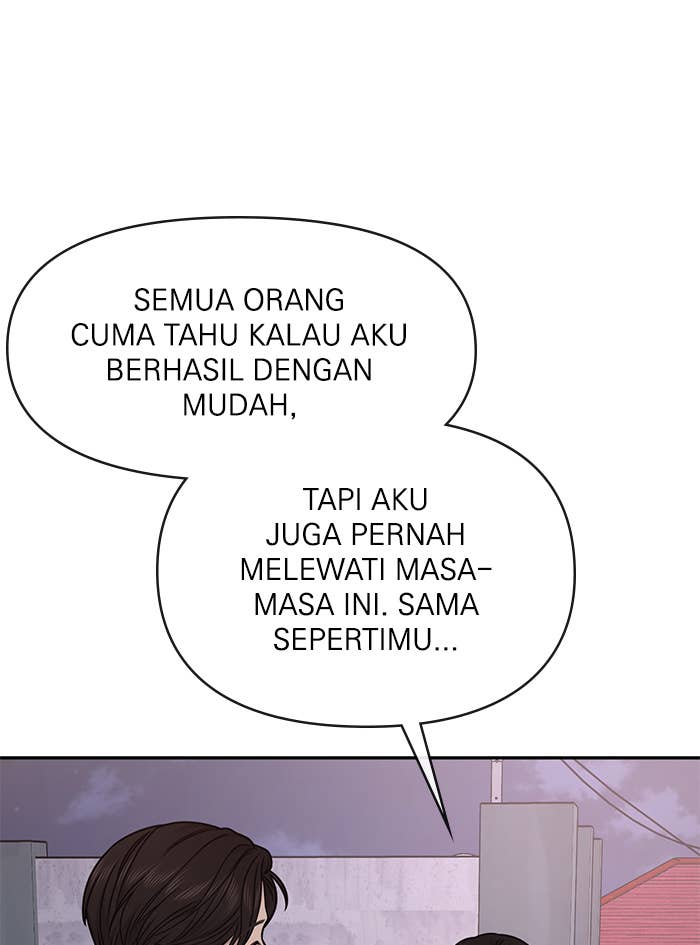 SEMUA ORANG
CUMA TAHU KALAU AKU
BERHASIL DENGAN
MUDAH,
TAPI AKU
JUGA PERNAH
MELEWATI MASA-
MASA INI. SAMA
SEPERTIMU...